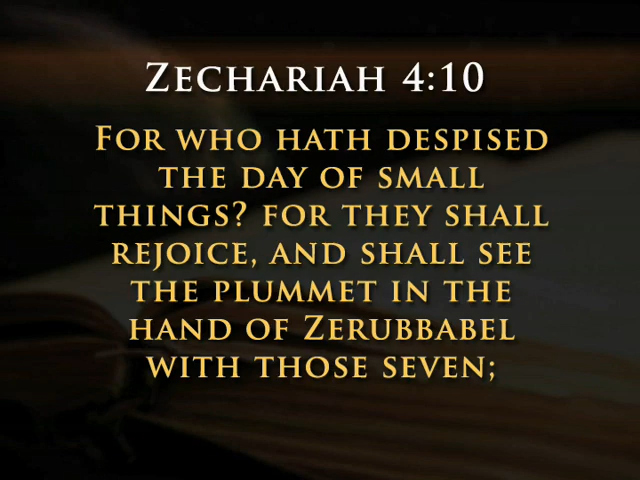 Zechariah 4:10
For who hath despised
the day of small
things? for they shall
rejoice, and shall see
the plummet in the
hand of Zerubbabel
with those seven;